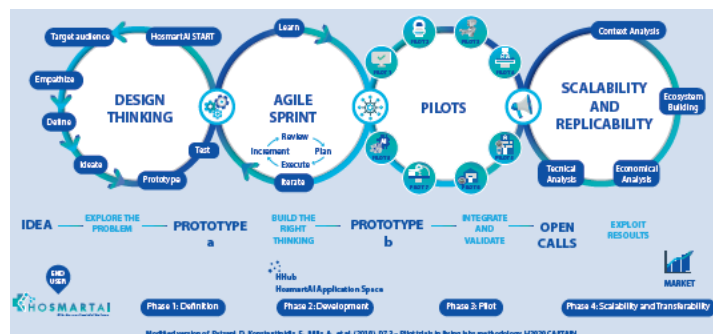 Target audience
HosmartAI START
Empathize
Define
Ideate
Prototype
Test
DESIGN
THINKING
Learn
AGILE
SPRINT
Review
Increment
Plan
Execute
Iterate
PILOTS
PILOT
Context Analysis
SCALABILITY
AND
REPLICABILITY
Ecosystem
Building
Tecnical
Analysis
Economical
Analysis
IDEA
EXPLORE THE
PROBLEM
PROTOTYPE
a
BUILD THE
RIGHT
THINKING
PROTOTYPE
b
INTEGRATE
AND
VALIDATE
OPEN
CALLS
EXPLOIT
RESOULTS
END
USER
HOSMARTAI
HHub
HosmartAI Application Space
MARKET
Phase 1: Definition
Phase 2: Development
Phase 3: Pilot
Phase 4: Scalability and Transferability